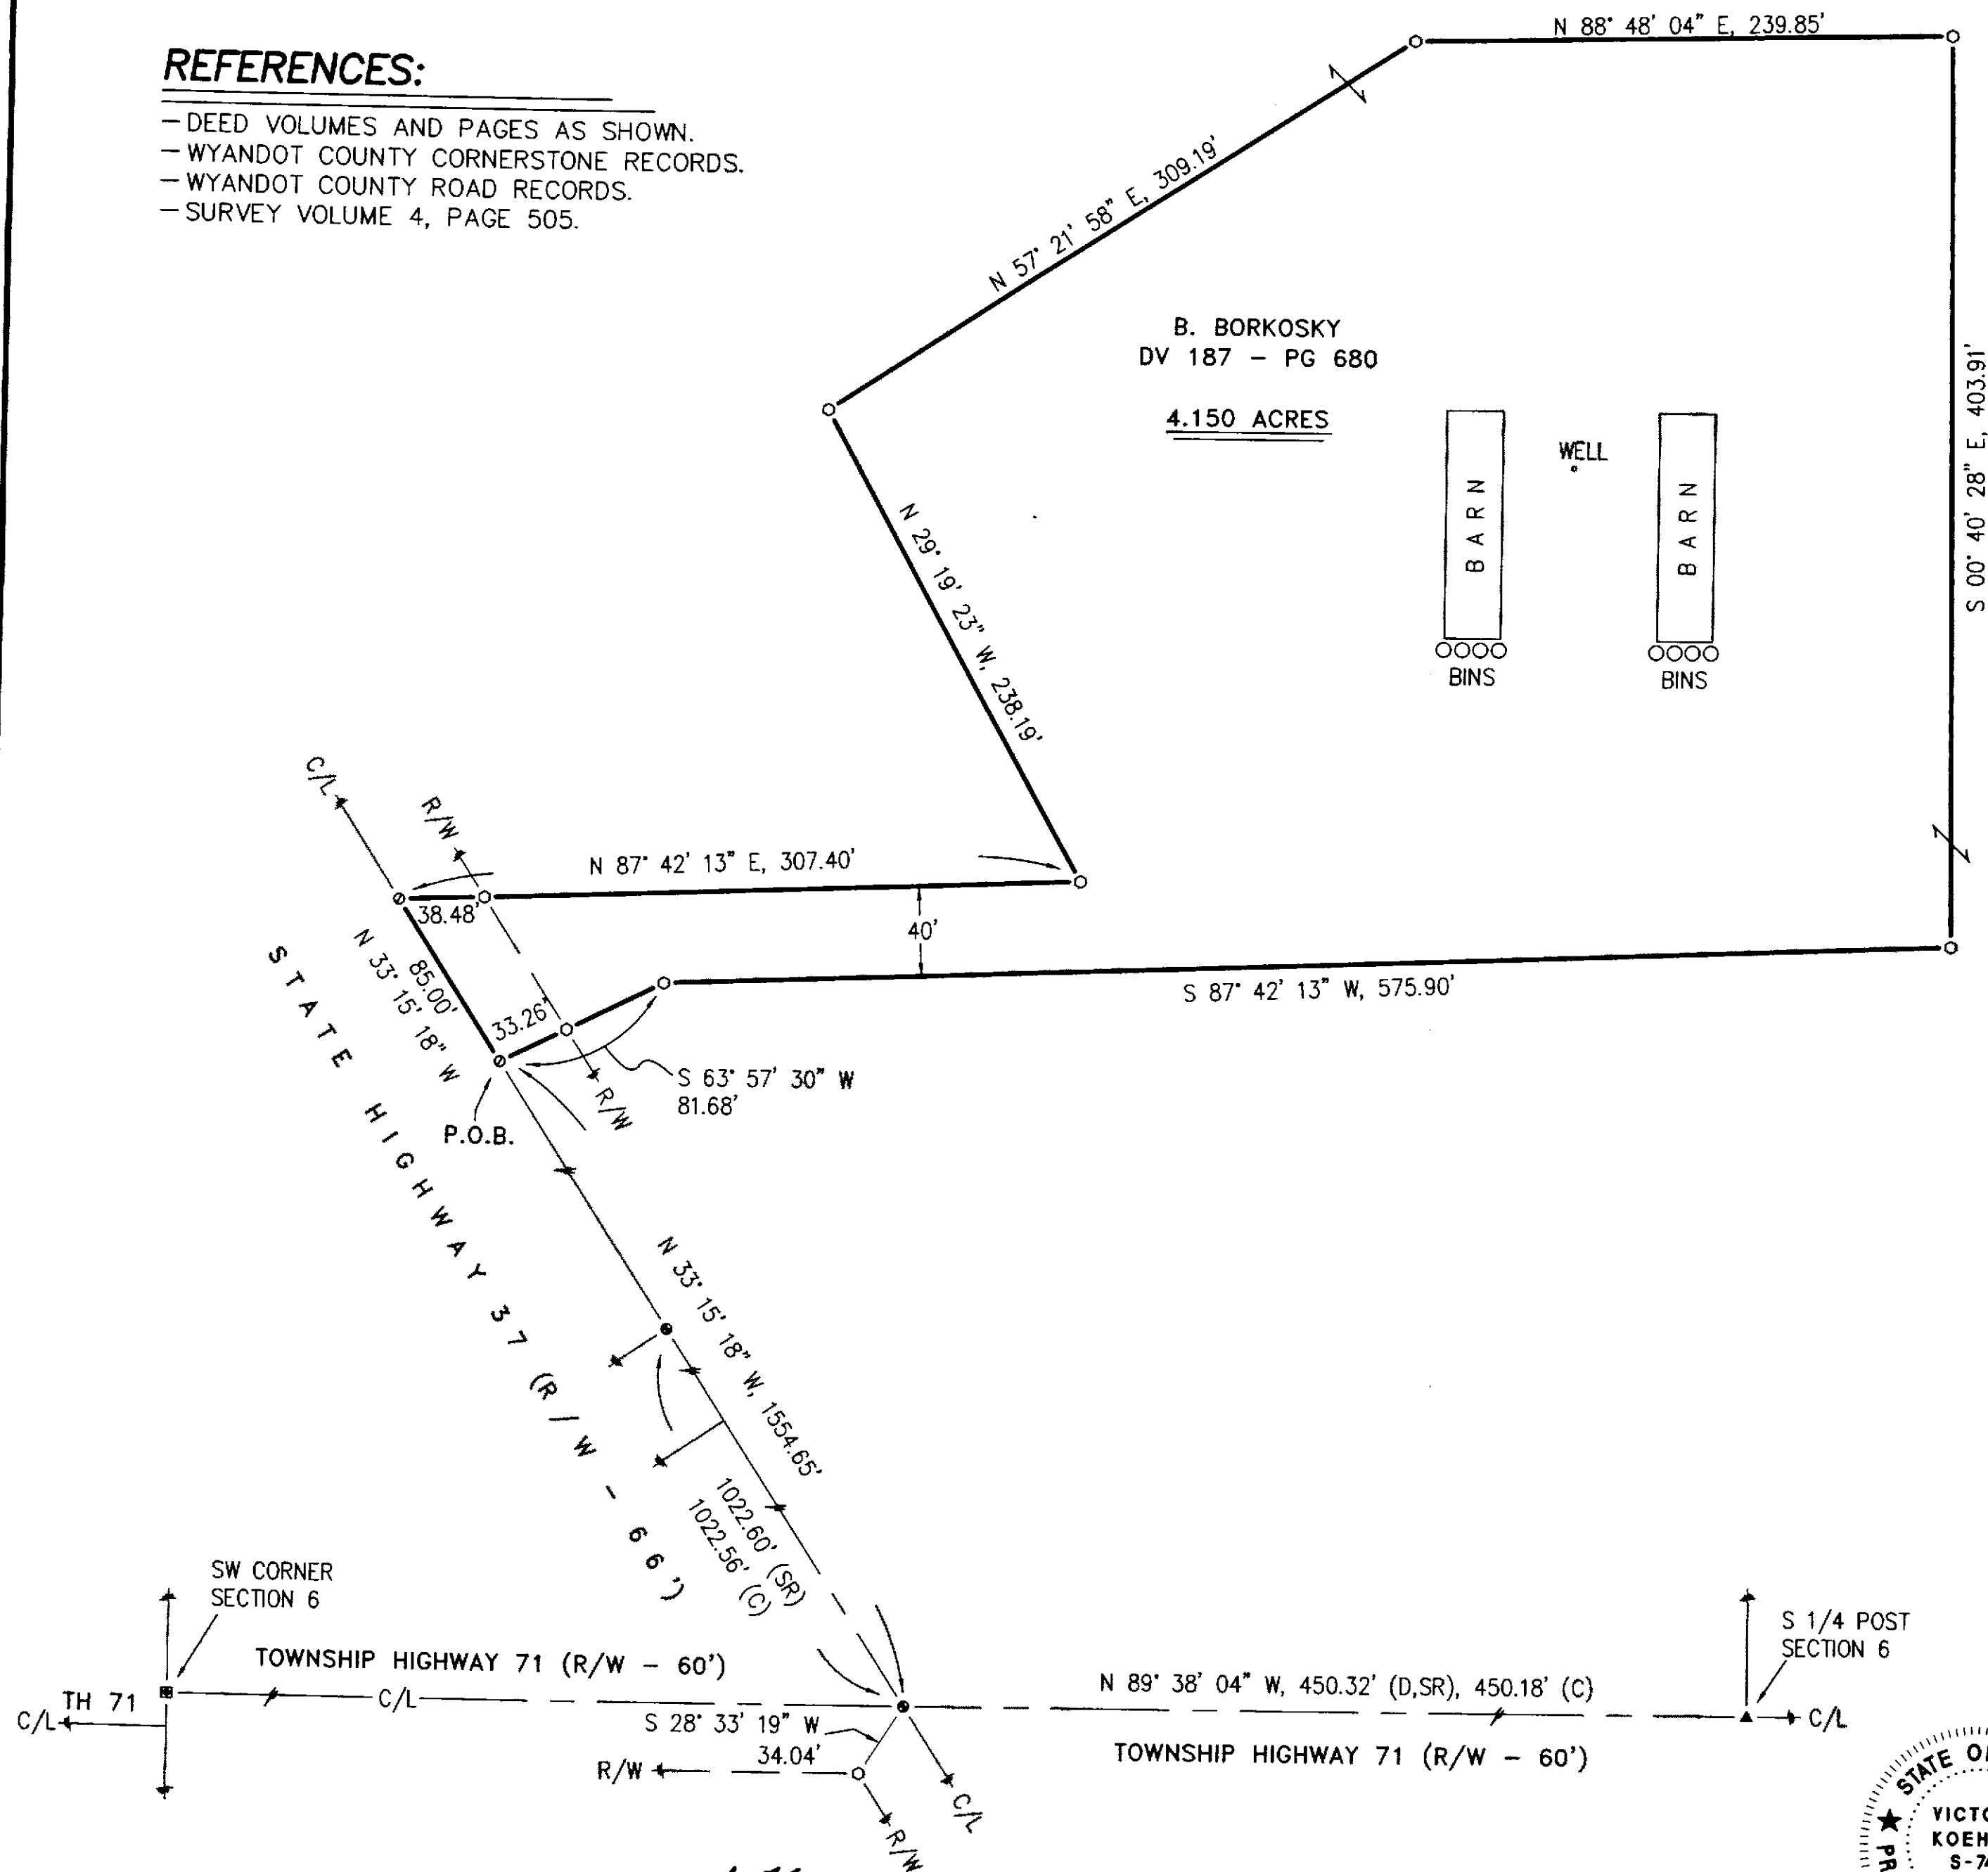 N 88° 48' 04" E, 239.85'
REFERENCES:
— DEED VOLUMES AND PAGES AS SHOWN.
— WYANDOT COUNTY CORNERSTONE RECORDS.
— WYANDOT COUNTY ROAD RECORDS.
— SURVEY VOLUME 4, PAGE 505.
N 57° 21' 58" E, 309.19'
B. BORKOSKY
DV 187 – PG 680
4.150 ACRES
S 00° 40' 28" E, 403.91'
WELL
BARN
BARN
BINS
BINS
N 29° 19' 23" W, 238.19'
C/L
R/W
N 87° 42' 13" E, 307.40'
38.48'
40'
85.00'
N 33° 15' 18" W
33.26'
S 87° 42' 13" W, 575.90'
S 63° 57' 30" W
81.68'
R/W
P.O.B.
STATE HIGHWAY 37 (R/W - 66')
N 33° 15' 18" W, 1554.65'
1022.60' (SR)
1022.56' (C)
SW CORNER
SECTION 6
S 1/4 POST
SECTION 6
TOWNSHIP HIGHWAY 71 (R/W – 60')
N 89° 38' 04" W, 450.32' (D,SR), 450.18' (C)
TH 71
C/L
C/L
C/L
S 28° 33' 19" W
34.04'
TOWNSHIP HIGHWAY 71 (R/W – 60')
R/W
C/L
R/W
STATE